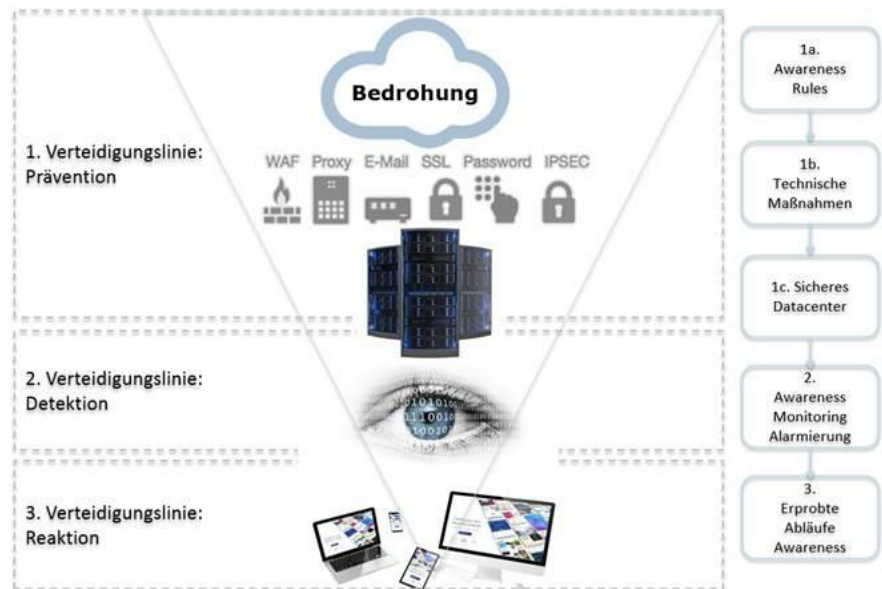 Bedrohung
1. Verteidigungslinie:
Prävention
WAF Proxy E-Mail SSL Password IPSEC
2. Verteidigungslinie:
Detektion
3. Verteidigungslinie:
Reaktion
1a.
Awareness
Rules
1b.
Technische
Maßnahmen
1c. Sicheres
Datacenter
2.
Awareness
Monitoring
Alarmierung
3.
Erprobte
Abläufe
Awareness